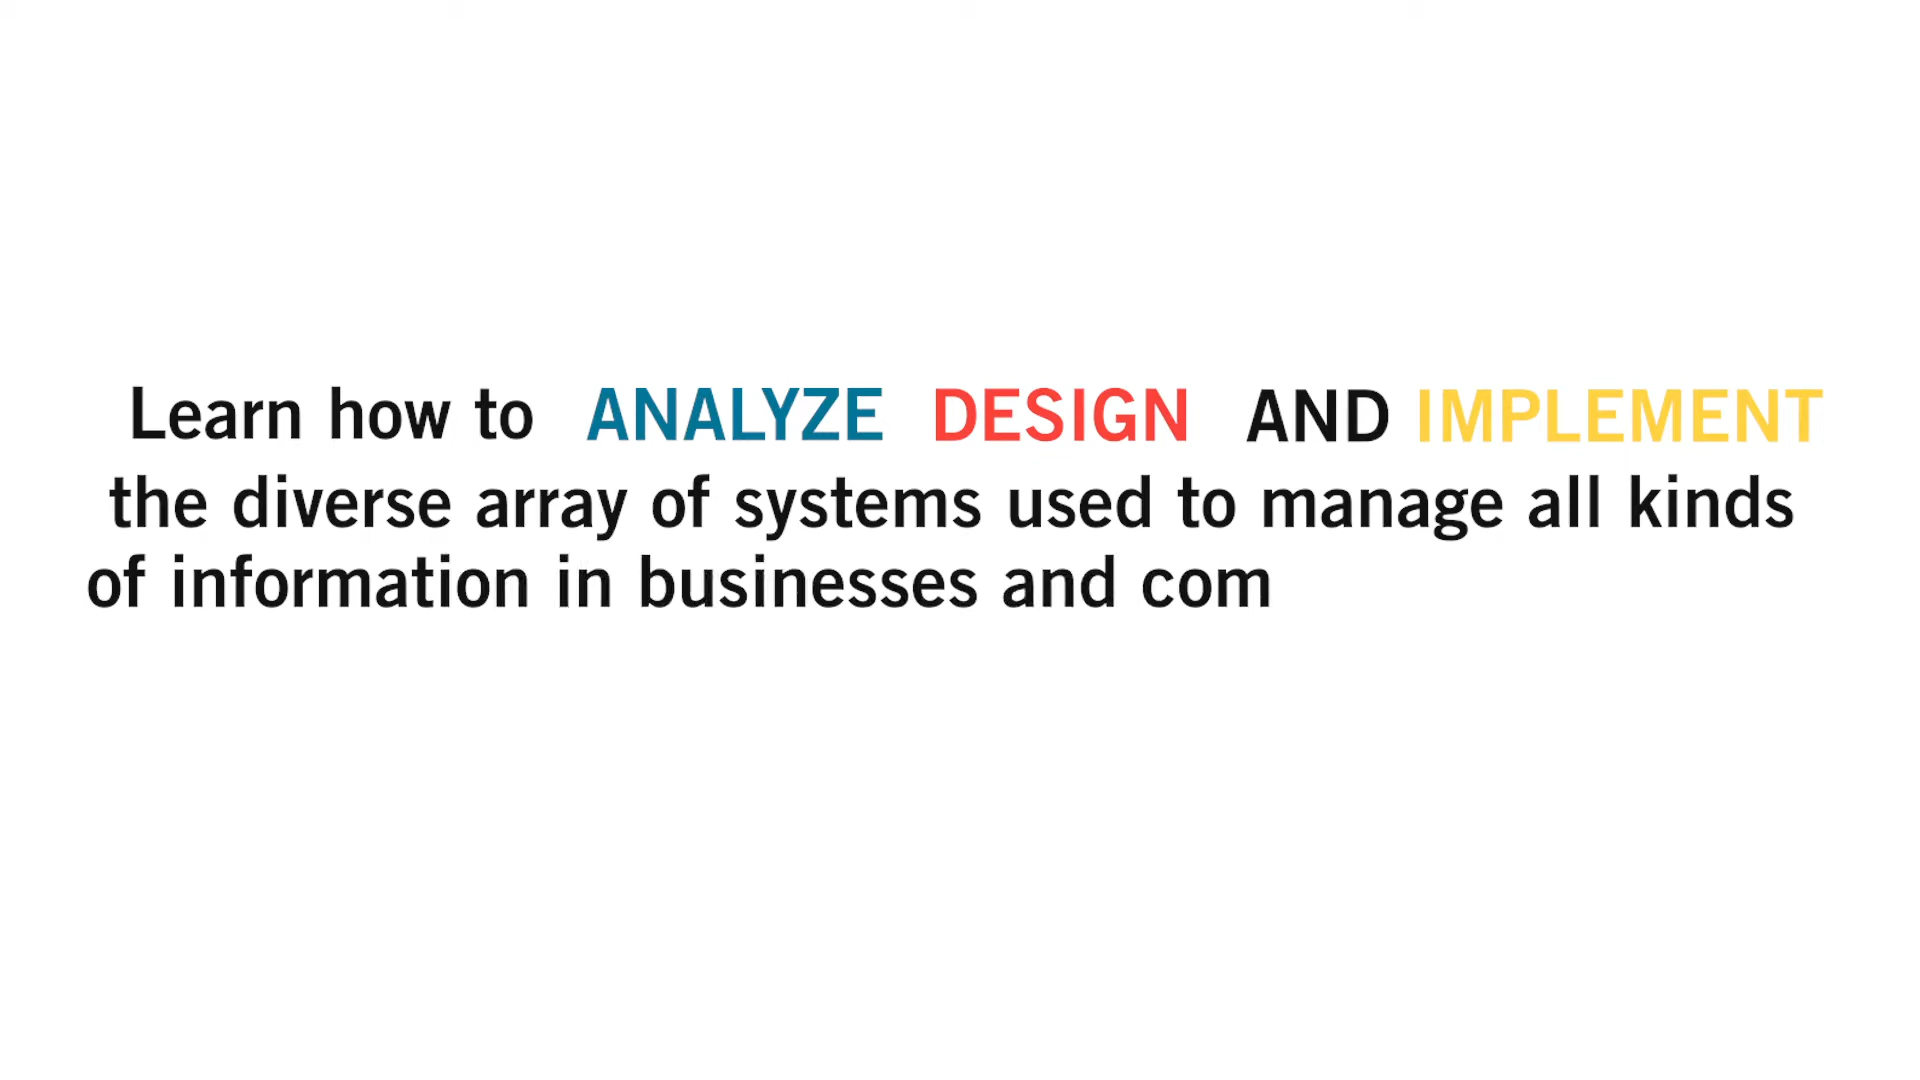 Learn how to ANALYZE DESIGN AND IMPLEMENT
the diverse array of systems used to manage all kinds
of information in businesses and com